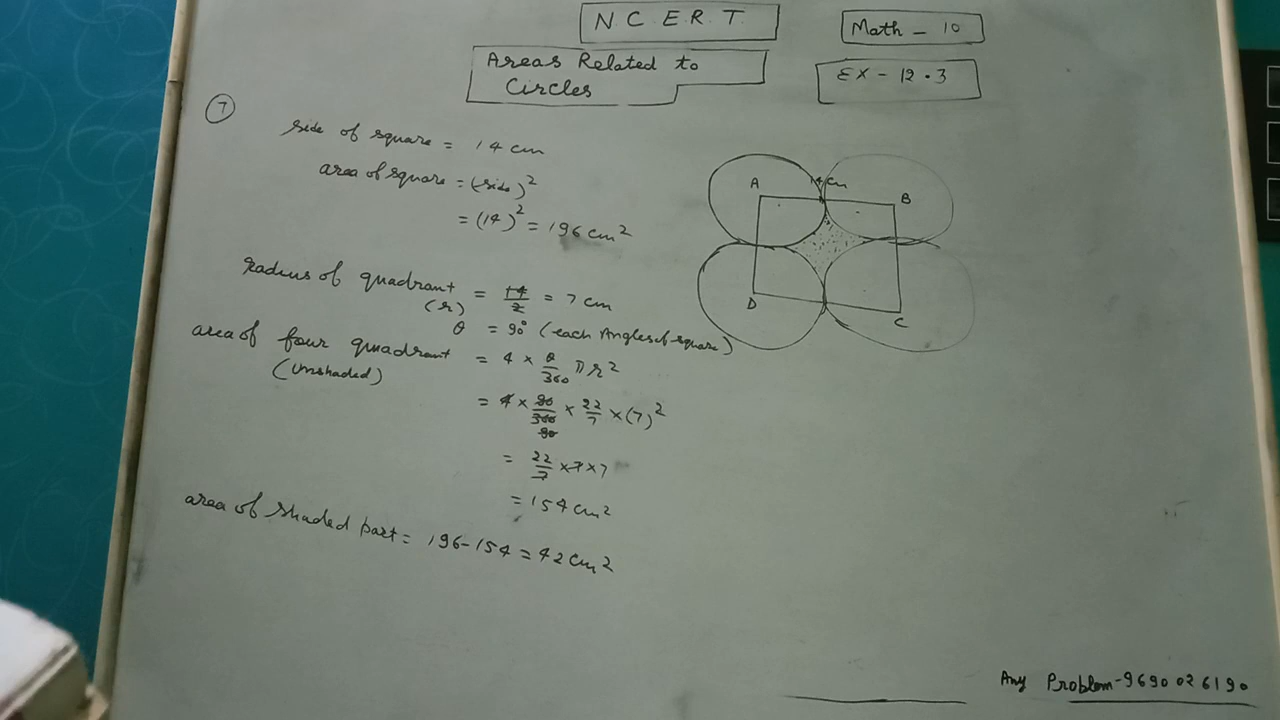 N C E R T
Math - 10
Areas Related to
Circles
EX - 12.3
7
side of square = 14 cm
area of square = (side)²
= (14)² = 196 cm²
14 cm
A
B
D
C
Radius of quadrant = 14/2 = 7 cm
(r)
θ = 90° (each Angles of square)
area of four quadrant = 4 × θ/360 πr²
(Unshaded)
= 4 × 90/360 × 22/7 × (7)²
90
= 22/7 × 7 × 7
= 154 cm²
area of shaded part = 196 - 154 = 42 cm²
Any Problem - 9690026190